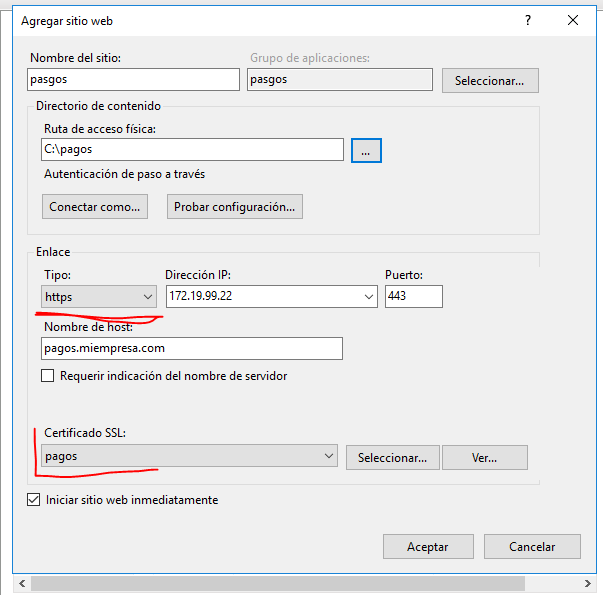 Agregar sitio web
Nombre del sitio: Grupo de aplicaciones:
pasgos pasgos Seleccionar...
Directorio de contenido
Ruta de acceso física:
C:\pagos ...
Autenticación de paso a través
Conectar como... Probar configuración...
Enlace
Tipo: Dirección IP: Puerto:
https 172.19.99.22 443
Nombre de host:
pagos.miempresa.com
Requerir indicación del nombre de servidor
Certificado SSL:
pagos Seleccionar... Ver...
Iniciar sitio web inmediatamente
Aceptar Cancelar